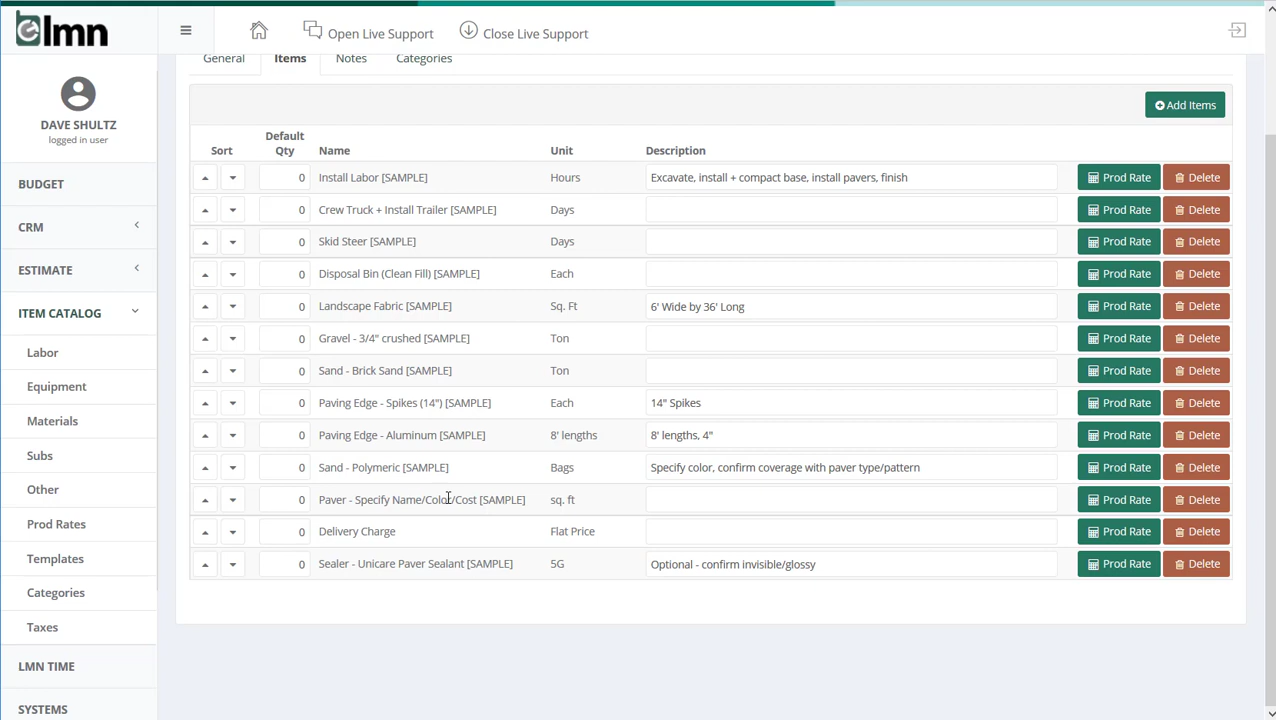 lmn
Open Live Support
Close Live Support
DAVE SHULTZ
logged in user
BUDGET
CRM
ESTIMATE
ITEM CATALOG
Labor
Equipment
Materials
Subs
Other
Prod Rates
Templates
Categories
Taxes
LMN TIME
SYSTEMS
General Items Notes Categories
Add Items
Sort Default Qty Name Unit Description
0 Install Labor [SAMPLE] Hours Excavate, install + compact base, install pavers, finish Prod Rate Delete
0 Crew Truck + Install Trailer [SAMPLE] Days Prod Rate Delete
0 Skid Steer [SAMPLE] Days Prod Rate Delete
0 Disposal Bin (Clean Fill) [SAMPLE] Each Prod Rate Delete
0 Landscape Fabric [SAMPLE] Sq. Ft 6' Wide by 36' Long Prod Rate Delete
0 Gravel - 3/4" crushed [SAMPLE] Ton Prod Rate Delete
0 Sand - Brick Sand [SAMPLE] Ton Prod Rate Delete
0 Paving Edge - Spikes (14") [SAMPLE] Each 14" Spikes Prod Rate Delete
0 Paving Edge - Aluminum [SAMPLE] 8' lengths 8' lengths, 4" Prod Rate Delete
0 Sand - Polymeric [SAMPLE] Bags Specify color, confirm coverage with paver type/pattern Prod Rate Delete
0 Paver - Specify Name/Color/Cost [SAMPLE] sq. ft Prod Rate Delete
0 Delivery Charge Flat Price Prod Rate Delete
0 Sealer - Unicare Paver Sealant [SAMPLE] 5G Optional - confirm invisible/glossy Prod Rate Delete